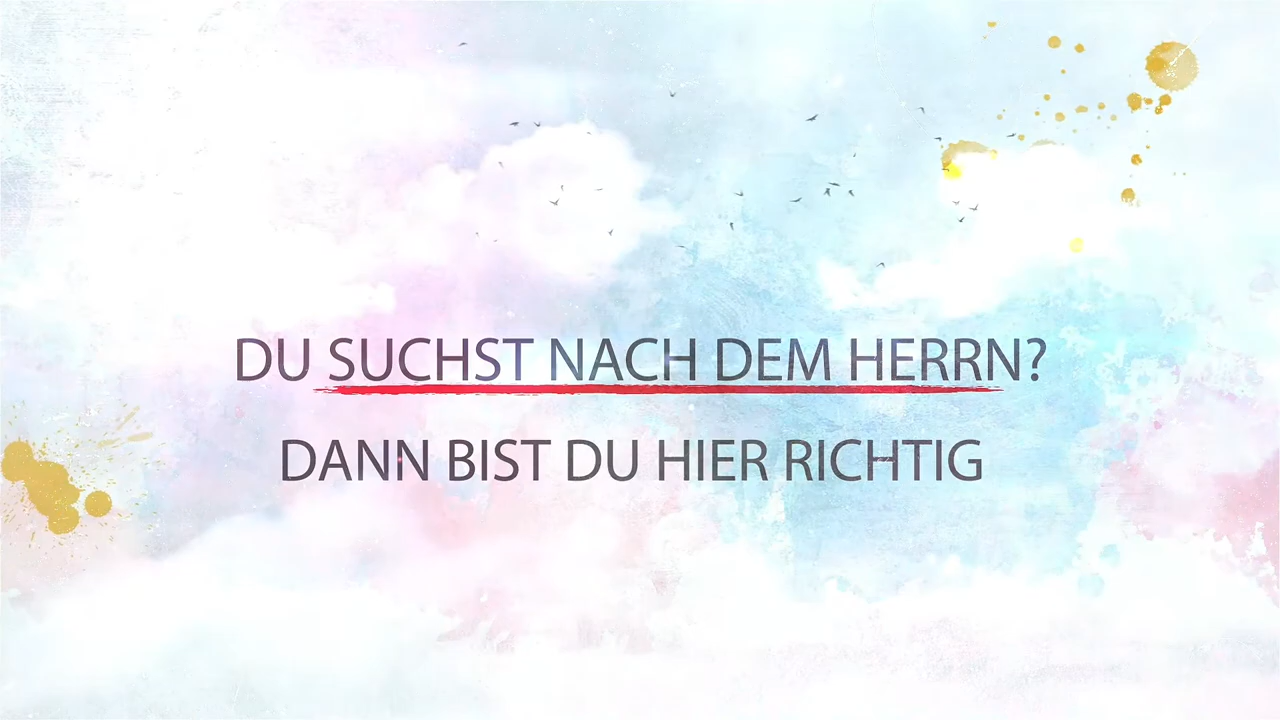 DU SUCHST NACH DEM HERRN?
DANN BIST DU HIER RICHTIG